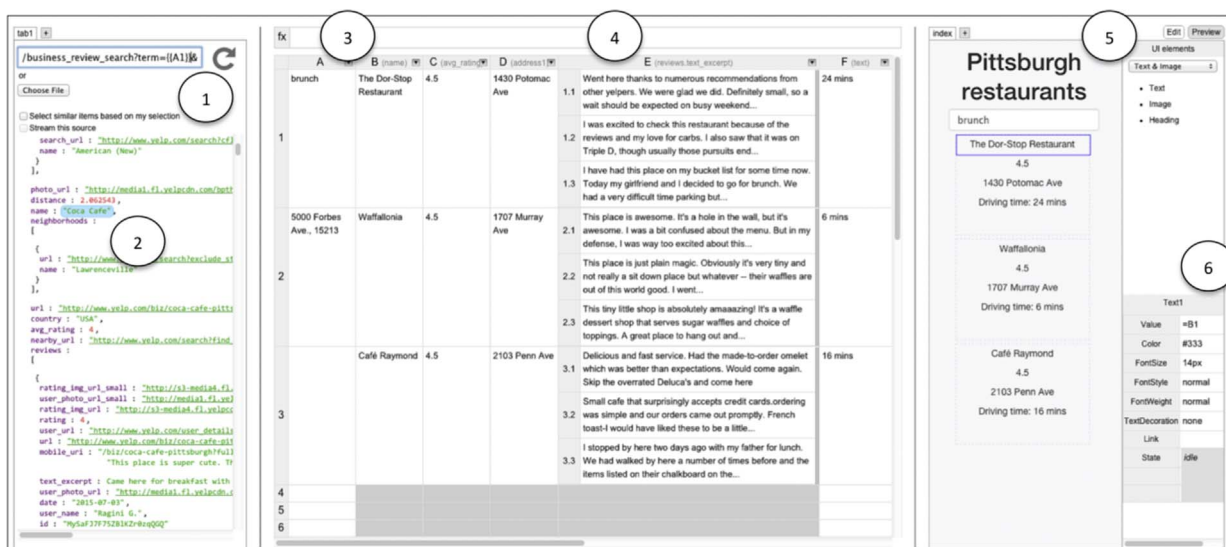 tab1 +
/business_review_search?term={{A1}}&
or
Choose File
1
Select similar items based on my selection
Stream this source
search_url : "http://www.yelp.com/search?cfl
name : "American (New)"
}
],
photo_url : "http://media1.fl.yelpcdn.com/bpth
distance : 2.062543,
name : "Coca Cafe",
neighborhoods :
[
2
{
url : "http://www.yelp.com/search?exclude_st
name : "Lawrenceville"
}
],
url : "http://www.yelp.com/biz/coca-cafe-pitts
country : "USA",
avg_rating : 4,
nearby_url : "http://www.yelp.com/search?find_
reviews :
[
{
rating_img_url_small : "http://s3-media4.fl.
user_photo_url_small : "http://media1.fl.yel
rating_img_url : "http://s3-media4.fl.yelpcd
rating : 4,
user_url : "http://www.yelp.com/user_details
url : "http://www.yelp.com/biz/coca-cafe-pit
mobile_uri : "/biz/coca-cafe-pittsburgh?full
"This place is super cute. Th
text_excerpt : Came here for breakfast with
user_photo_url : "http://media1.fl.yelpcdn.c
date : "2015-07-03",
user_name : "Ragini G.",
fx
3
4
A B (name) C (avg_rating D (address1) E (reviews.text_excerpt) F (text)
1
brunch
The Dor-Stop
Restaurant
4.5
1430 Potomac
Ave
1.1 Went here thanks to numerous recommendations from
other yelpers. We were glad we did. Definitely small, so a
wait should be expected on busy weekend...
24 mins
1.2 I was excited to check this restaurant because of the
reviews and my love for carbs. I also saw that it was on
Triple D, though usually those pursuits end...
1.3 I have had this place on my bucket list for some time now.
Today my girlfriend and I decided to go for brunch. We
had a very difficult time parking but...
2
5000 Forbes
Ave., 15213
Waffallonia
4.5
1707 Murray
Ave
2.1 This place is awesome. It's a hole in the wall, but it's
awesome. I was a bit confused about the menu. But in my
defense, I was way too excited about this...
6 mins
2.2 This place is just plain magic. Obviously it's very tiny and
not really a sit down place but whatever -- their waffles are
out of this world good. I went...
2.3 This tiny little shop is absolutely amaaazing! It's a waffle
dessert shop that serves sugar waffles and choice of
toppings. A great place to hang out and...
3
Café Raymond
4.5
2103 Penn Ave
3.1 Delicious and fast service. Had the made-to-order omelet
which was better than expectations. Would come again.
Skip the overrated Deluca's and come here
16 mins
3.2 Small cafe that surprisingly accepts credit cards.ordering
was simple and our orders came out promptly. French
toast-I would have liked these to be a little...
3.3 I stopped by here two days ago with my father for lunch.
We had walked by here a number of times before and the
items listed on their chalkboard on the...
4
5
6
index +
5
Edit Preview
Pittsburgh
restaurants
brunch
The Dor-Stop Restaurant
4.5
1430 Potomac Ave
Driving time: 24 mins
Waffallonia
4.5
1707 Murray Ave
Driving time: 6 mins
Café Raymond
4.5
2103 Penn Ave
Driving time: 16 mins
UI elements
Text & Image
• Text
• Image
• Heading
6
Text1
Value =B1
Color #333
FontSize 14px
FontStyle normal
FontWeight normal
TextDecoration none
Link
State idle